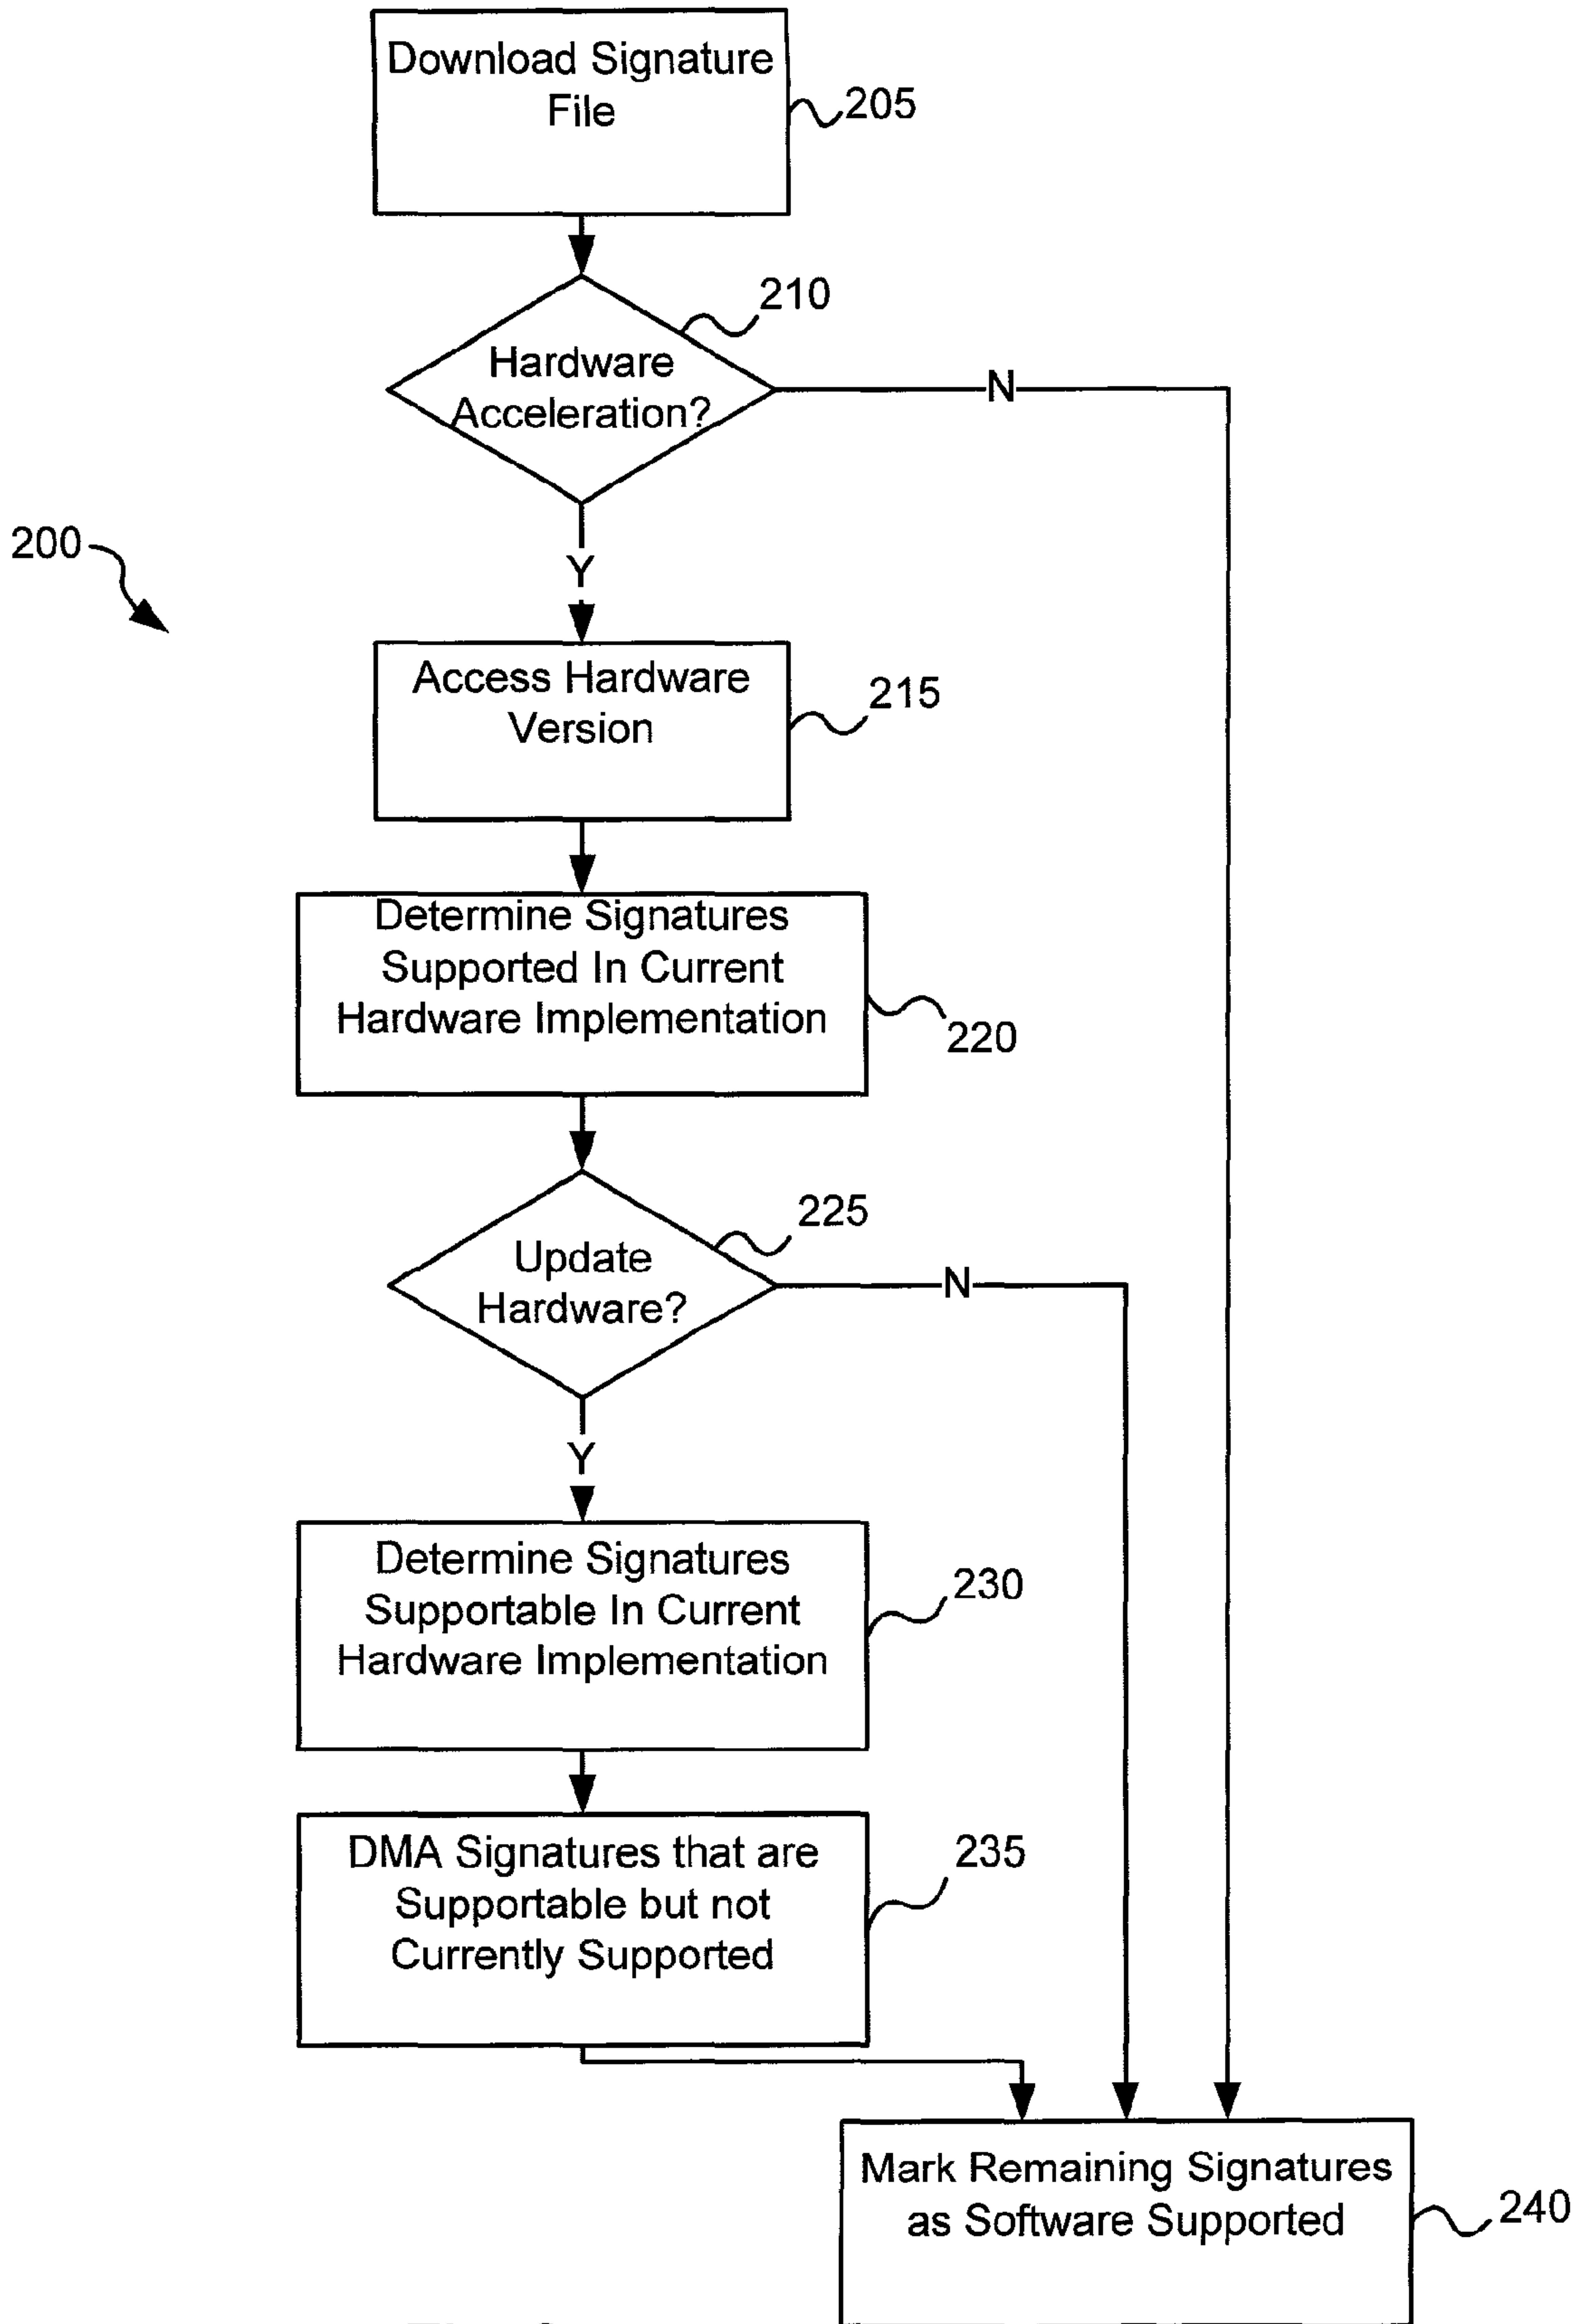 Download Signature
File
205
210
Hardware
Acceleration?
N
200
Y
Access Hardware
Version
215
Determine Signatures
Supported In Current
Hardware Implementation
220
225
Update
Hardware?
N
Y
Determine Signatures
Supportable In Current
Hardware Implementation
230
DMA Signatures that are
Supportable but not
Currently Supported
235
Mark Remaining Signatures
as Software Supported
240